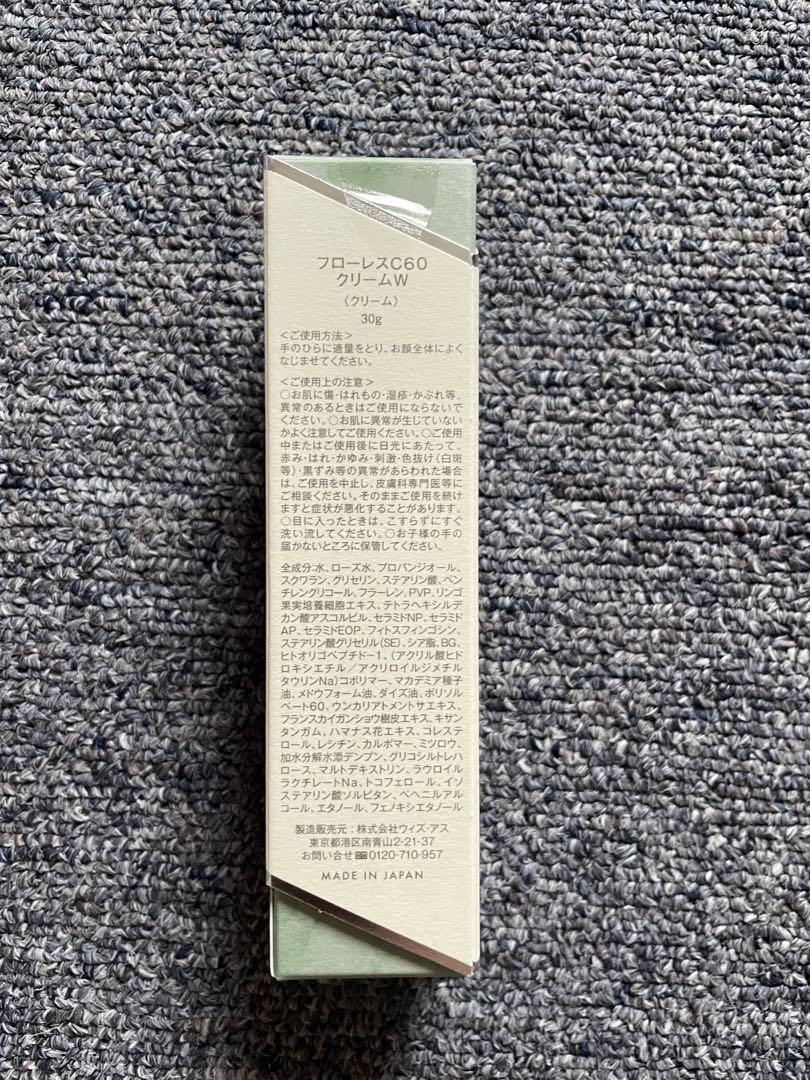 フローレスC60
クリームW
〈クリーム〉
30g
＜ご使用方法＞
手のひらに適量をとり、お顔全体によく
なじませてください。
＜ご使用上の注意＞
○お肌に傷・はれもの・湿疹・かぶれ等、
異常のあるときはご使用にならないで
ください。○お肌に異常が生じていない
かよく注意してご使用ください。○ご使用
中またはご使用後に日光にあたって、
赤み・はれ・かゆみ・刺激・色抜け(白斑
等)・黒ずみ等の異常があらわれた場合
は、ご使用を中止し、皮膚科専門医等に
ご相談ください。そのままご使用を続け
ますと症状が悪化することがあります。
○目に入ったときは、こすらずにすぐ
洗い流してください。○お子様の手の
届かないところに保管してください。
全成分:水、ローズ水、プロパンジオール、
スクワラン、グリセリン、ステアリン酸、ペン
チレングリコール、フラーレン、PVP、リンゴ
果実培養細胞エキス、テトラヘキシルデ
カン酸アスコルビル、セラミドNP、セラミド
AP、セラミドEOP、フィトスフィンゴシン、
ステアリン酸グリセリル(SE)、シア脂、BG、
ヒトオリゴペプチド-1、(アクリル酸ヒド
ロキシエチル／アクリロイルジメチル
タウリンNa)コポリマー、マカデミア種子
油、メドウフォーム油、ダイズ油、ポリソル
ベート60、ウンカリアトメントサエキス、
フランスカイガンショウ樹皮エキス、キサン
タンガム、ハマナス花エキス、コレステ
ロール、レシチン、カルボマー、ミツロウ、
加水分解水添デンプン、グリコシルトレハ
ロース、マルトデキストリン、ラウロイル
ラクチレートNa、トコフェロール、イソ
ステアリン酸ソルビタン、ベヘニルアル
コール、エタノール、フェノキシエタノール
製造販売元：株式会社ウィズ・アス
東京都港区南青山2-21-37
お問い合せ 0120-710-957
MADE IN JAPAN